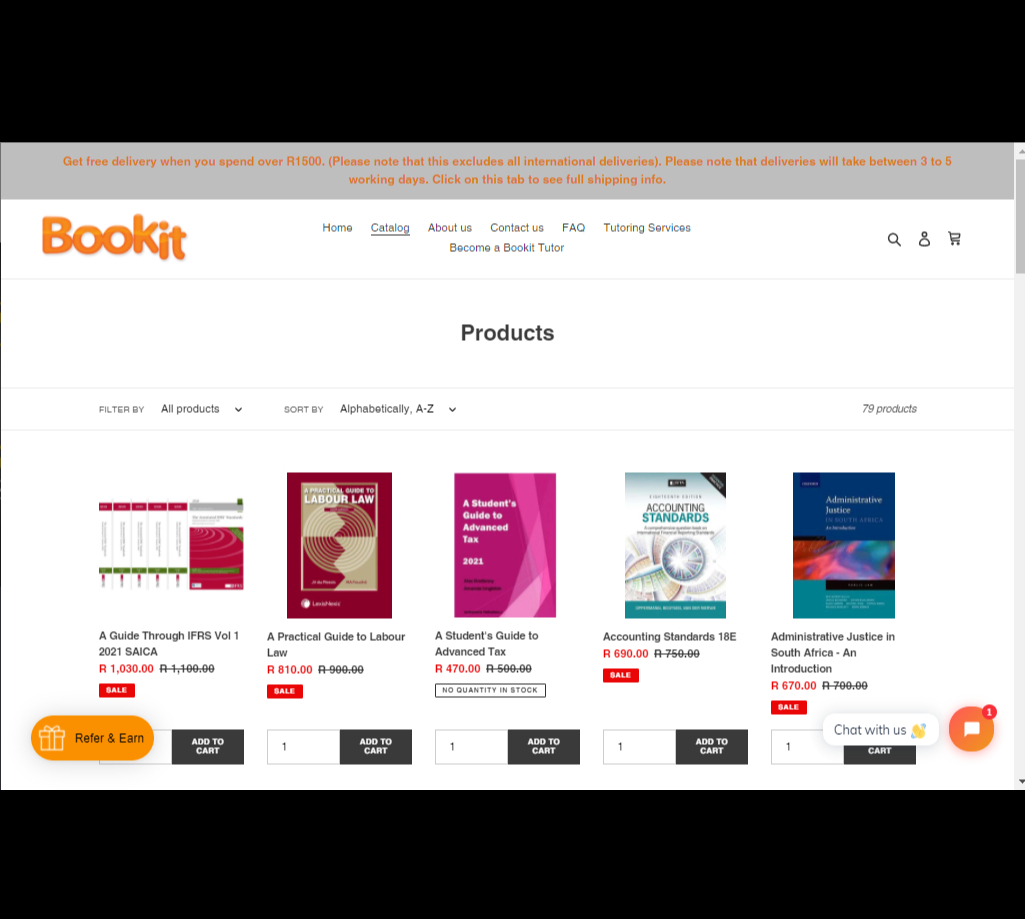 Get free delivery when you spend over R1500. (Please note that this excludes all international deliveries). Please note that deliveries will take between 3 to 5
working days. Click on this tab to see full shipping info.
Bookit
Home Catalog About us Contact us FAQ Tutoring Services
Become a Bookit Tutor
Products
FILTER BY All products SORT BY Alphabetically, A-Z 79 products
A PRACTICAL GUIDE TO
LABOUR LAW
LexisNexis
A Student's
Guide to
Advanced
Tax
2021
EIGHTEENTH EDITION
ACCOUNTING
STANDARDS
Administrative
Justice
IN SOUTH AFRICA
An Introduction
PUBLIC LAW
A Guide Through IFRS Vol 1
2021 SAICA
R 1,030.00 R 1,100.00
SALE
A Practical Guide to Labour
Law
R 810.00 R 900.00
SALE
A Student's Guide to
Advanced Tax
R 470.00 R 500.00
NO QUANTITY IN STOCK
Accounting Standards 18E
R 690.00 R 750.00
SALE
Administrative Justice in
South Africa - An
Introduction
R 670.00 R 700.00
SALE
Refer & Earn
ADD TO
CART
1
ADD TO
CART
1
ADD TO
CART
1
ADD TO
CART
1
CART
Chat with us 👋
1